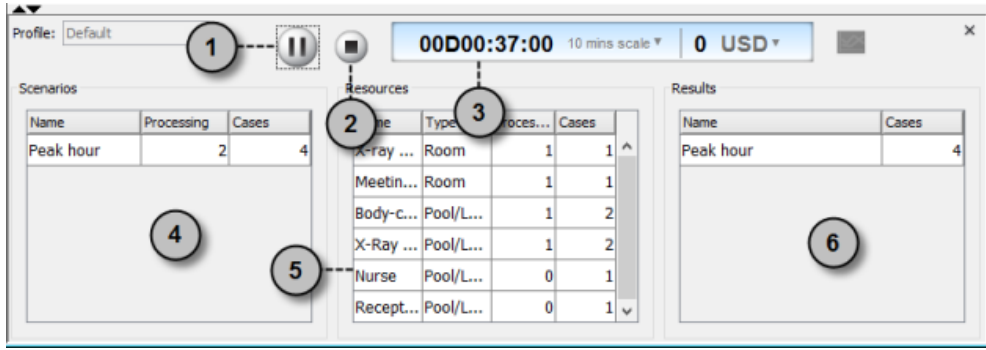 Profile: Default
1
00D00:37:00 10 mins scale 0 USD
Scenarios
Resources
Results
2
3
Name Processing Cases
Type Proces... Cases
Name Cases
Peak hour 2 4
X-ray ... Room 1 1
Peak hour 4
Meetin... Room 1 1
Body-c... Pool/L... 1 2
4
X-Ray ... Pool/L... 1 2
6
5
Nurse Pool/L... 0 1
Recept... Pool/L... 0 1